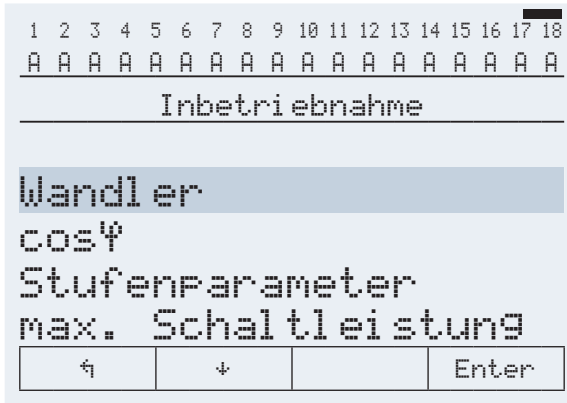 1 2 3 4 5 6 7 8 9 10 11 12 13 14 15 16 17 18
A A A A A A A A A A A A A A A A A A
Inbetriebnahme
Wandler
cosφ
Stufenparameter
max. Schaltleistung
↰ ↓ Enter